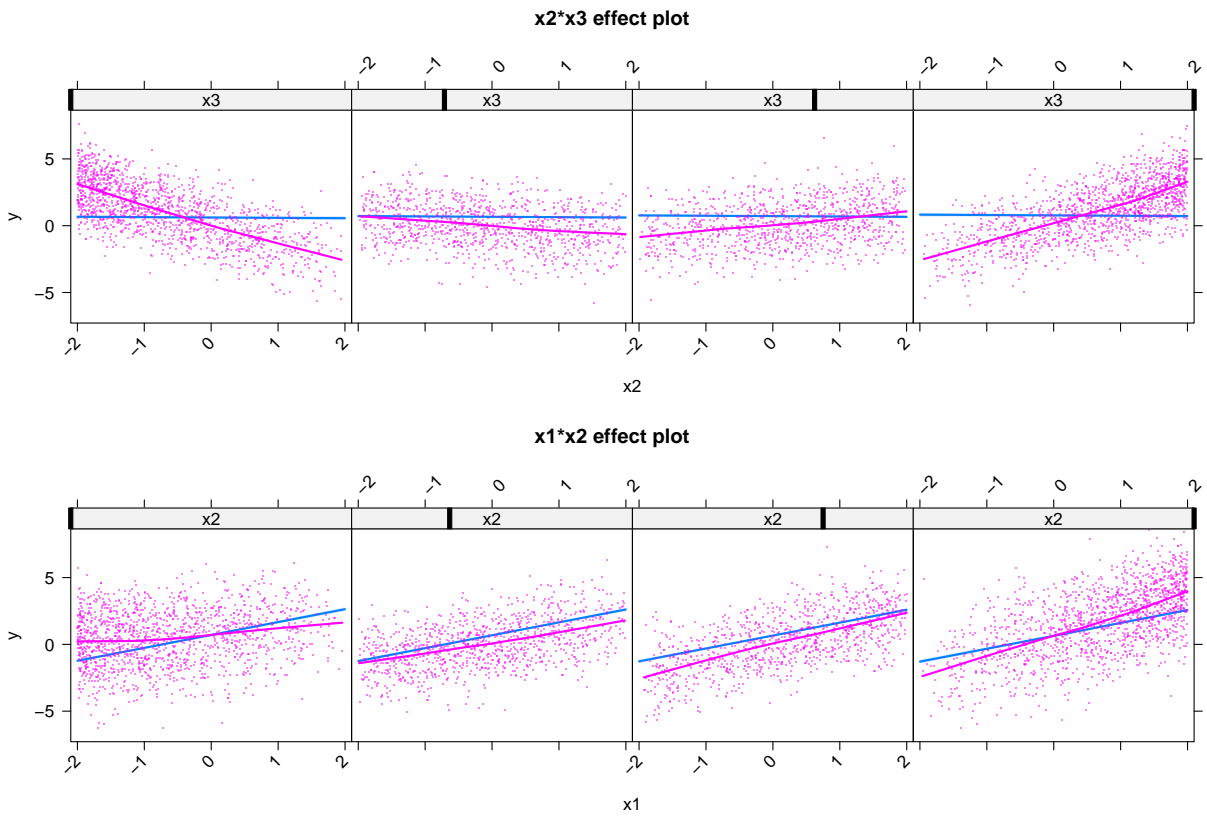 x2*x3 effect plot
–2 –1 0 1 2 –2 –1 0 1 2
x3 x3 x3 x3
5
0
–5
y
–2 –1 0 1 2 –2 –1 0 1 2
x2
x1*x2 effect plot
–2 –1 0 1 2 –2 –1 0 1 2
x2 x2 x2 x2
5
0
–5
y
–2 –1 0 1 2 –2 –1 0 1 2
x1